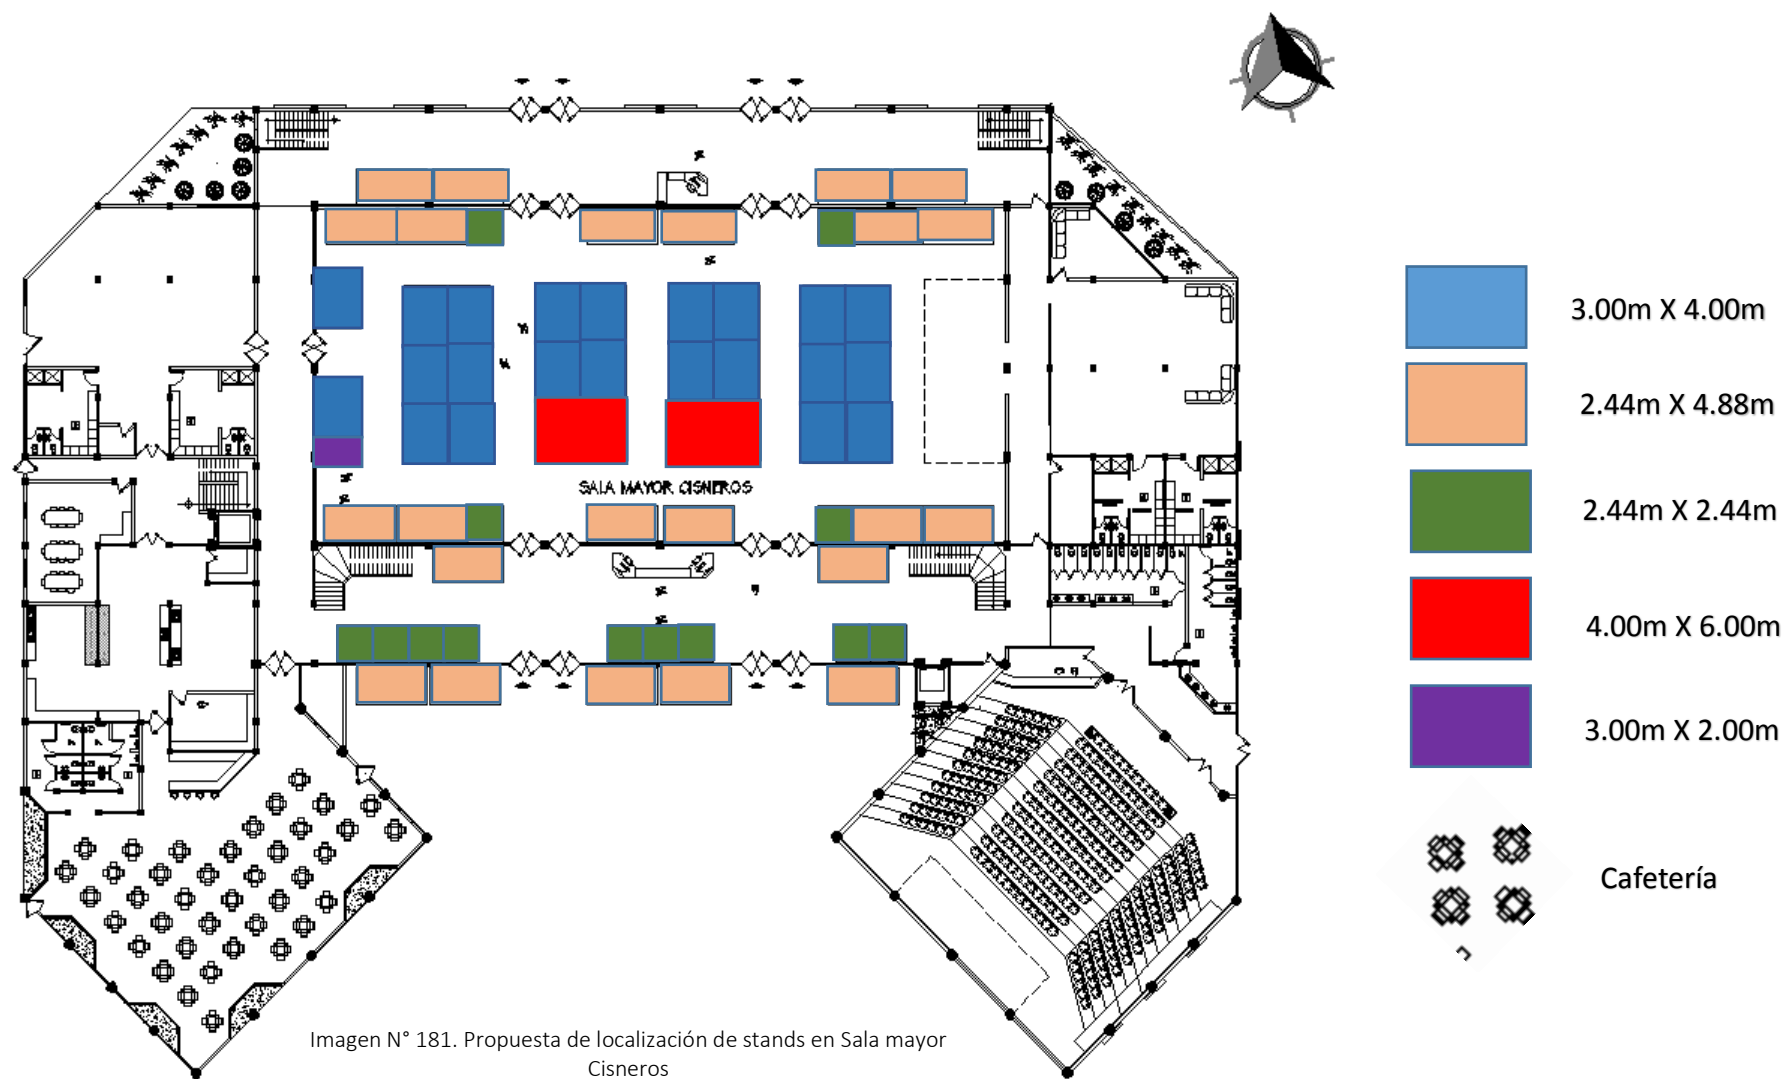 3.00m X 4.00m
2.44m X 4.88m
2.44m X 2.44m
SALA MAYOR CISNEROS
4.00m X 6.00m
3.00m X 2.00m
Cafetería
Imagen N° 181. Propuesta de localización de stands en Sala mayor
Cisneros